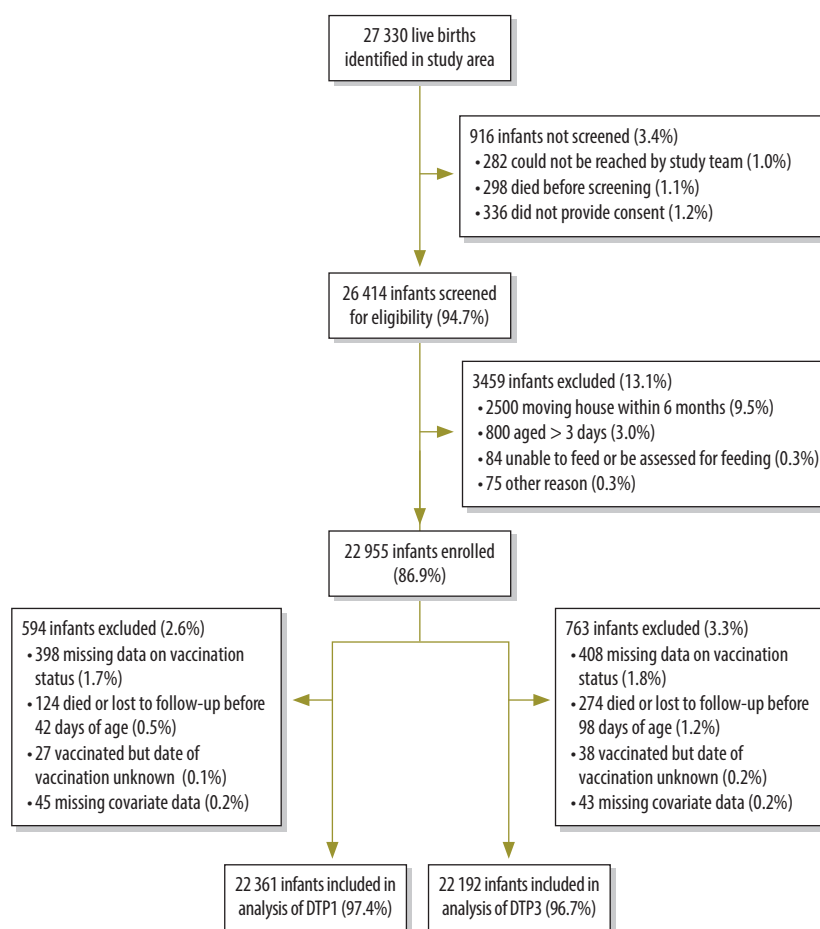 27 330 live births
identified in study area
916 infants not screened (3.4%)
• 282 could not be reached by study team (1.0%)
• 298 died before screening (1.1%)
• 336 did not provide consent (1.2%)
26 414 infants screened
for eligibility (94.7%)
3459 infants excluded (13.1%)
• 2500 moving house within 6 months (9.5%)
• 800 aged > 3 days (3.0%)
• 84 unable to feed or be assessed for feeding (0.3%)
• 75 other reason (0.3%)
22 955 infants enrolled
(86.9%)
594 infants excluded (2.6%)
• 398 missing data on vaccination
status (1.7%)
• 124 died or lost to follow-up before
42 days of age (0.5%)
• 27 vaccinated but date of
vaccination unknown (0.1%)
• 45 missing covariate data (0.2%)
763 infants excluded (3.3%)
• 408 missing data on vaccination
status (1.8%)
• 274 died or lost to follow-up before
98 days of age (1.2%)
• 38 vaccinated but date of
vaccination unknown (0.2%)
• 43 missing covariate data (0.2%)
22 361 infants included in
analysis of DTP1 (97.4%)
22 192 infants included in
analysis of DTP3 (96.7%)